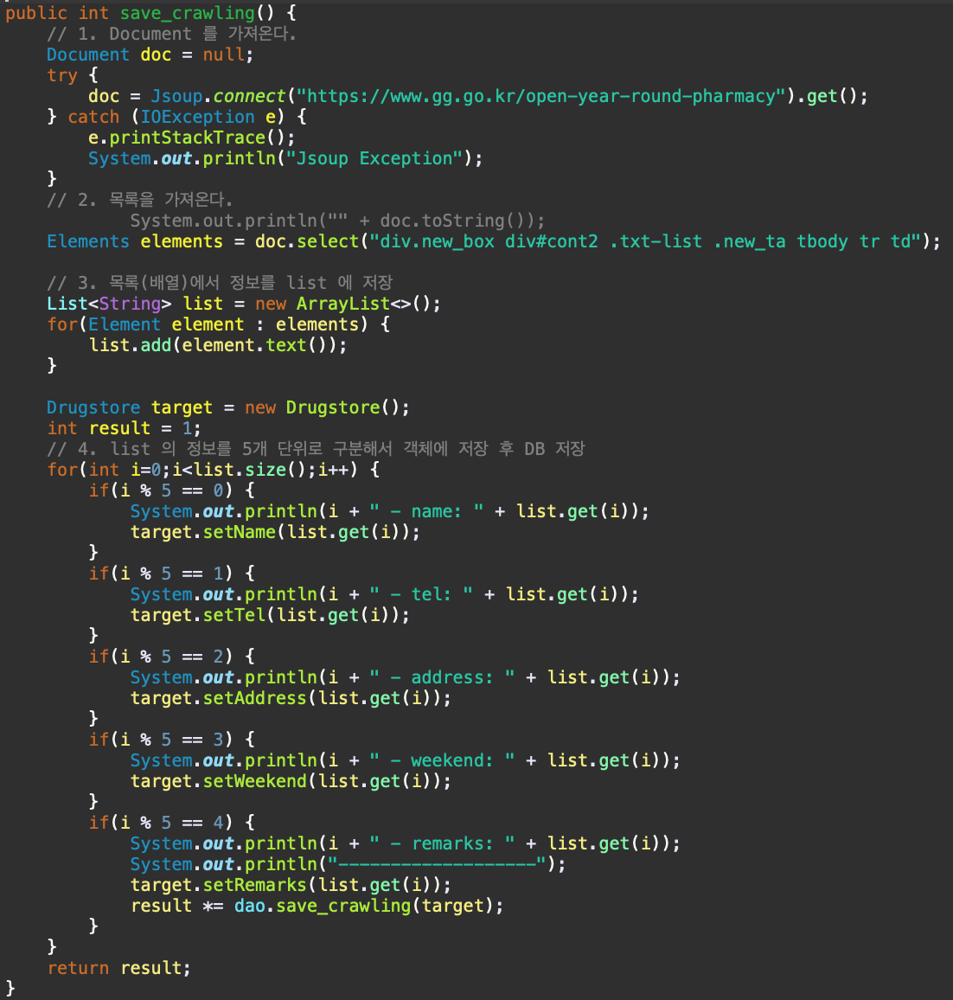 public int save_crawling() {
    // 1. Document 를 가져온다.
    Document doc = null;
    try {
        doc = Jsoup.connect("https://www.gg.go.kr/open-year-round-pharmacy").get();
    } catch (IOException e) {
        e.printStackTrace();
        System.out.println("Jsoup Exception");
    }
    // 2. 목록을 가져온다.
            System.out.println("" + doc.toString());
    Elements elements = doc.select("div.new_box div#cont2 .txt-list .new_ta tbody tr td");

    // 3. 목록(배열)에서 정보를 list 에 저장
    List<String> list = new ArrayList<>();
    for(Element element : elements) {
        list.add(element.text());
    }

    Drugstore target = new Drugstore();
    int result = 1;
    // 4. list 의 정보를 5개 단위로 구분해서 객체에 저장 후 DB 저장
    for(int i=0;i<list.size();i++) {
        if(i % 5 == 0) {
            System.out.println(i + " - name: " + list.get(i));
            target.setName(list.get(i));
        }
        if(i % 5 == 1) {
            System.out.println(i + " - tel: " + list.get(i));
            target.setTel(list.get(i));
        }
        if(i % 5 == 2) {
            System.out.println(i + " - address: " + list.get(i));
            target.setAddress(list.get(i));
        }
        if(i % 5 == 3) {
            System.out.println(i + " - weekend: " + list.get(i));
            target.setWeekend(list.get(i));
        }
        if(i % 5 == 4) {
            System.out.println(i + " - remarks: " + list.get(i));
            System.out.println("-------------------");
            target.setRemarks(list.get(i));
            result *= dao.save_crawling(target);
        }
    }
    return result;
}